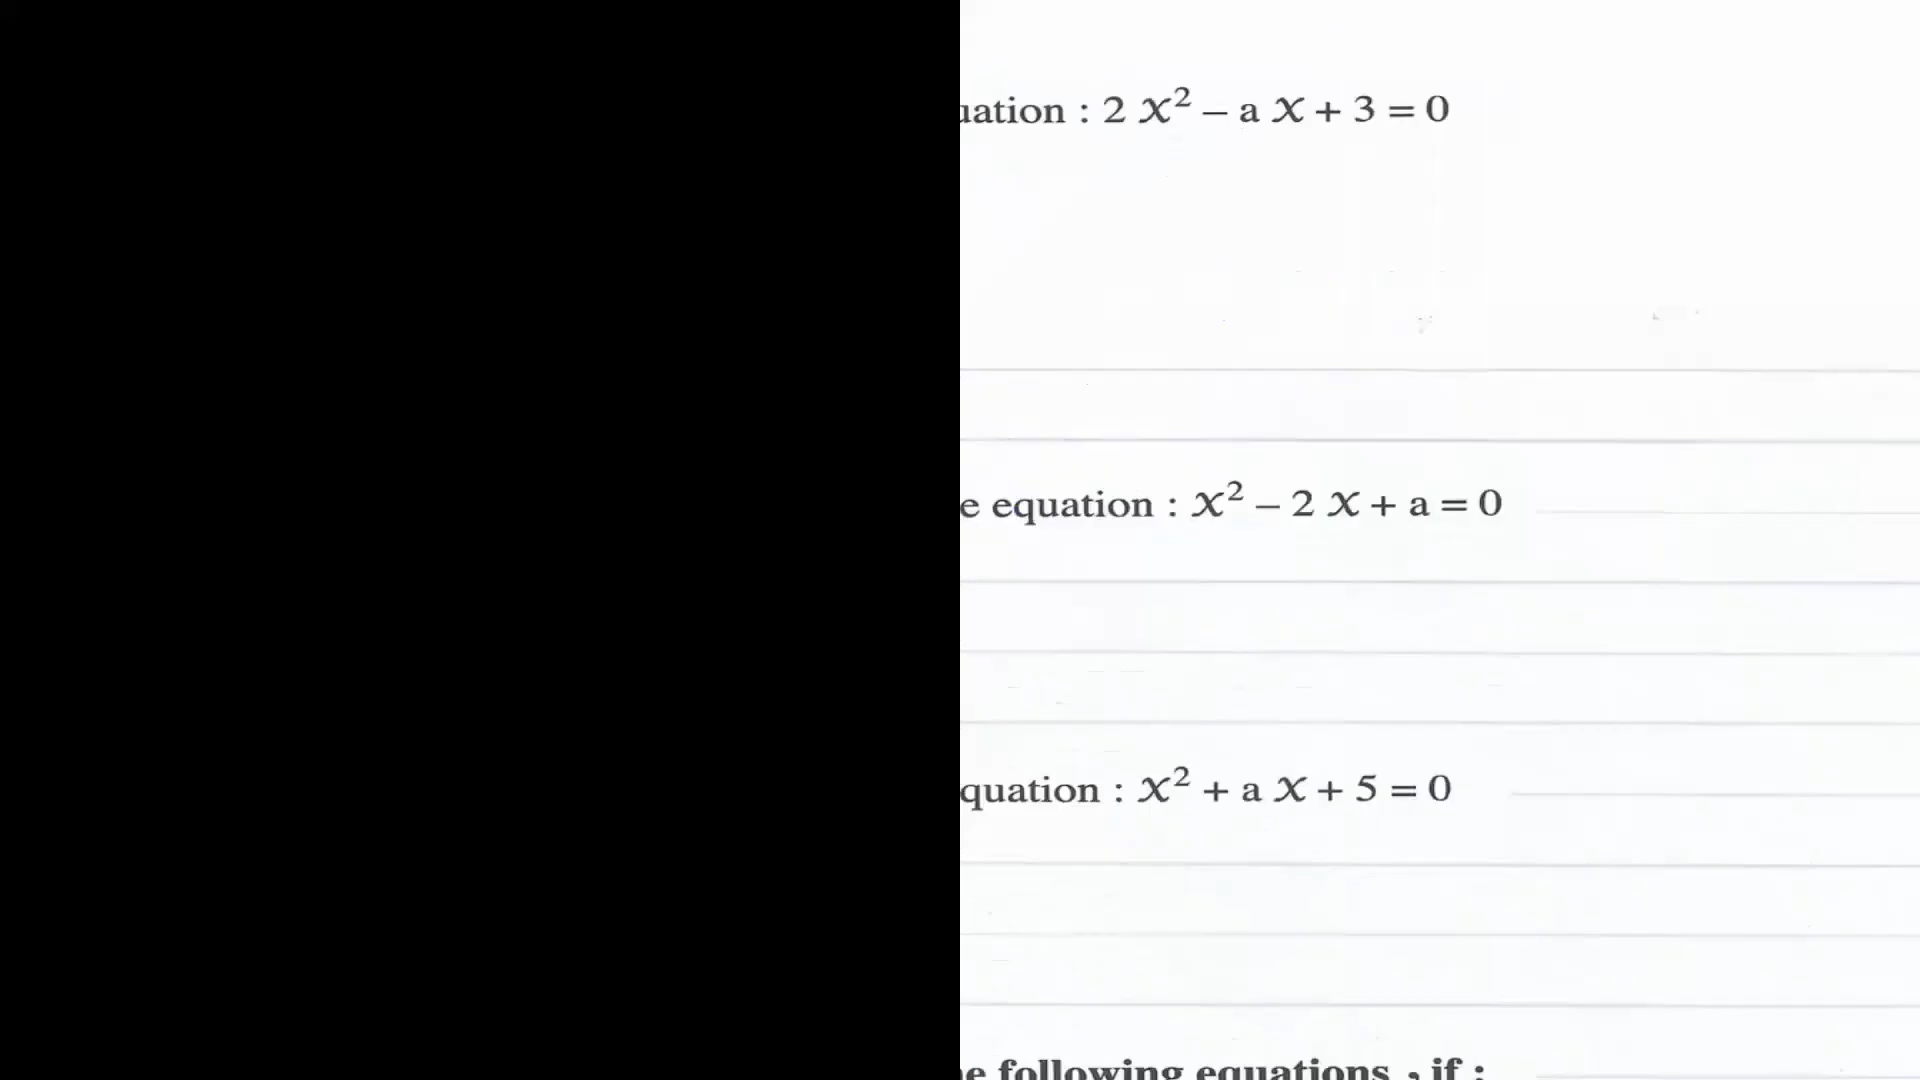 uation : 2 x² – a x + 3 = 0
e equation : x² – 2 x + a = 0
quation : x² + a x + 5 = 0
e following equations , if :